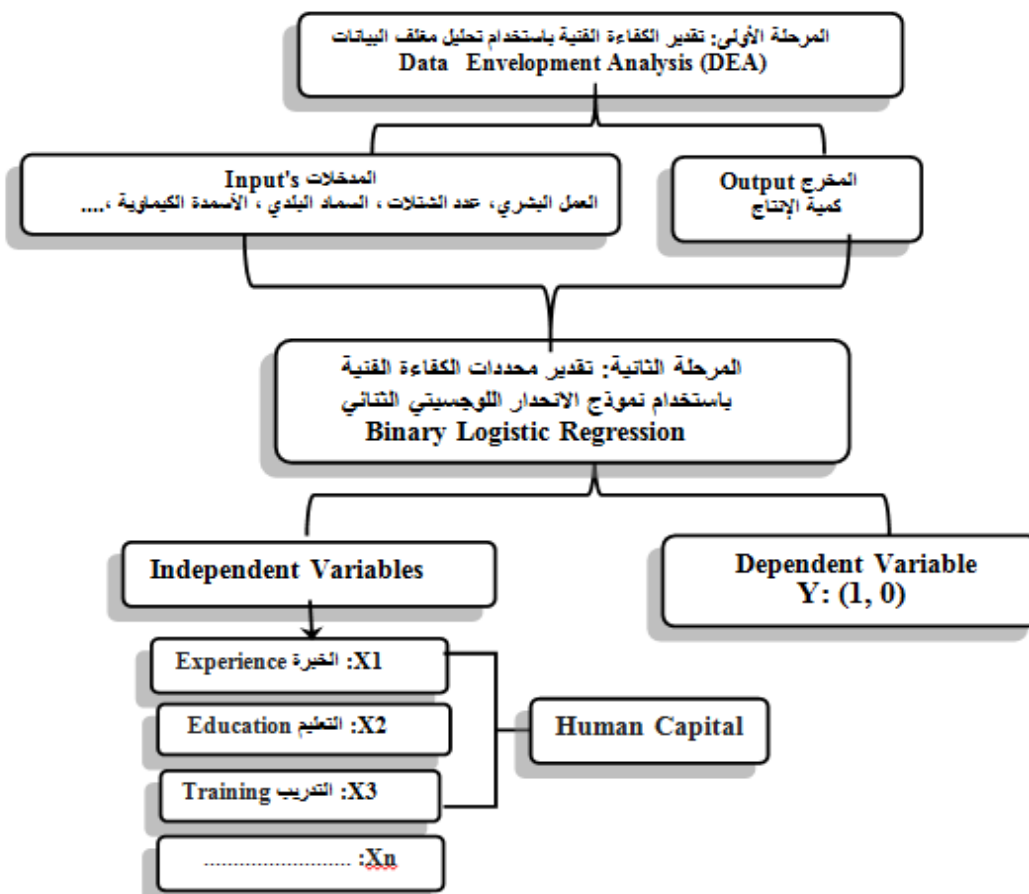 المرحلة الأولى: تقدير الكفاءة الفنية باستخدام تحليل مغلف البيانات
Data Envelopment Analysis (DEA)
المدخلات Input's
العمل البشري، عدد الشتلات ، السماد البلدي ، الأسمدة الكيماوية ،....
المخرج Output
كمية الإنتاج
المرحلة الثانية: تقدير محددات الكفاءة الفنية
باستخدام نموذج الانحدار اللوجسيتي الثنائي
Binary Logistic Regression
Independent Variables
Dependent Variable
Y: (1, 0)
X1: الخبرة Experience
X2: التعليم Education
X3: التدريب Training
Xn: .........................
Human Capital